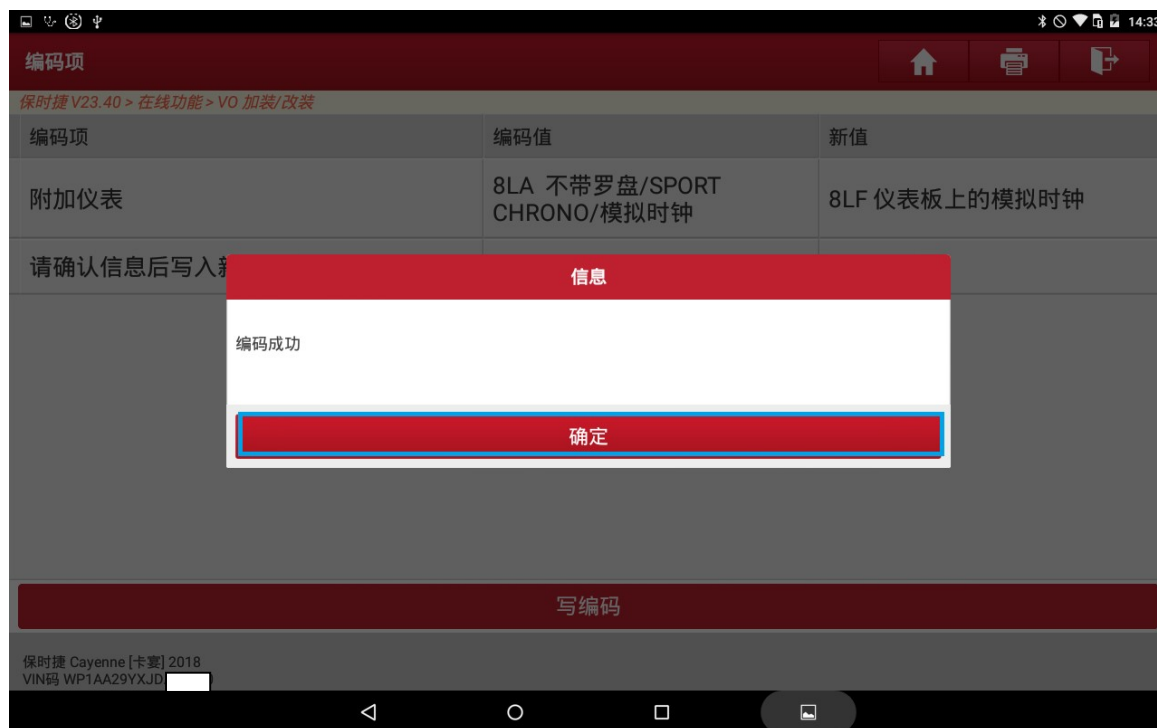 14:33
编码项
保时捷 V23.40 > 在线功能 > VO 加装/改装
编码项 编码值 新值
附加仪表 8LA 不带罗盘/SPORT CHRONO/模拟时钟 8LF 仪表板上的模拟时钟
请确认信息后写入新
信息
编码成功
确定
写编码
保时捷 Cayenne [卡宴] 2018
VIN码 WP1AA29YXJD